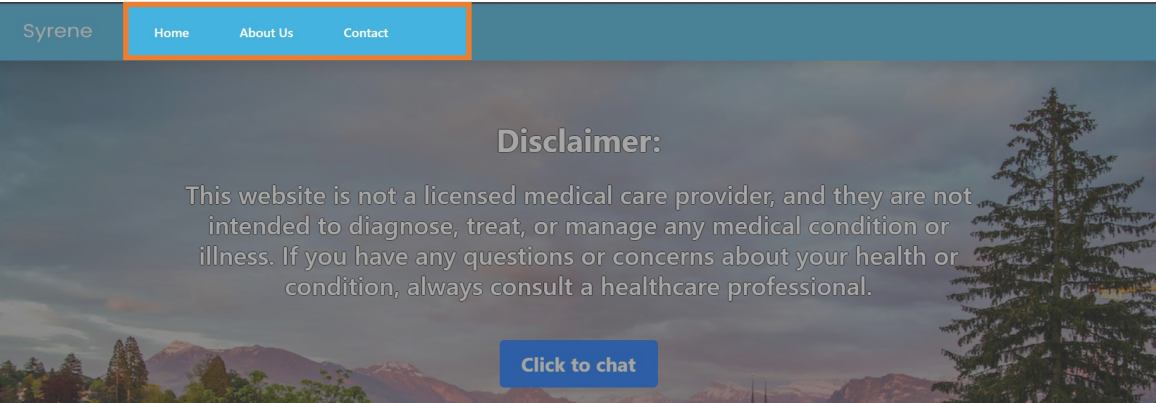 Syrene Home About Us Contact
Disclaimer:
This website is not a licensed medical care provider, and they are not
intended to diagnose, treat, or manage any medical condition or
illness. If you have any questions or concerns about your health or
condition, always consult a healthcare professional.
Click to chat